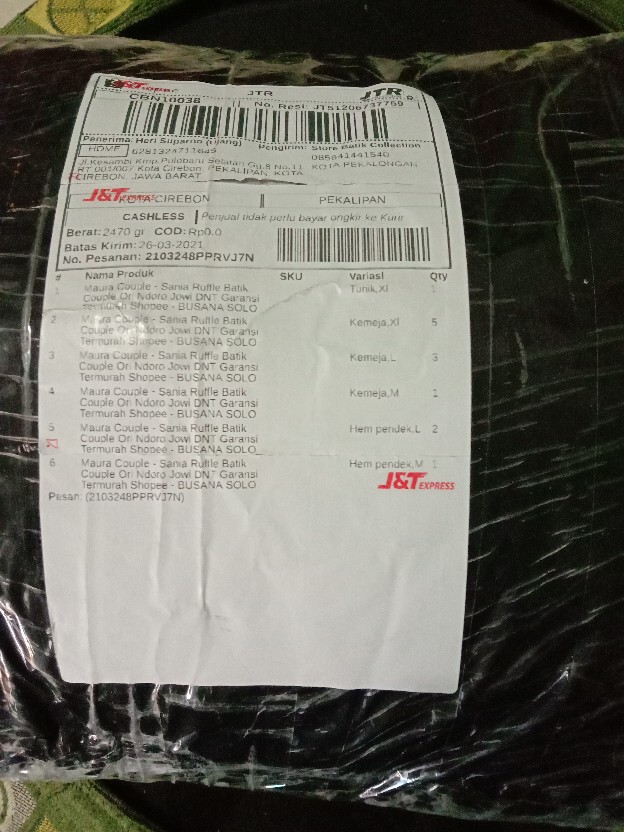 J&T EXPRESS JTR JTR
CBN10038 No. Resi: JT51206737759
Penerima: Heri Suparno (Ujang) Pengirim: Store Batik Collection
HOME 6281324711645 085841441540
Jl.Kesambi Kmp Pulobaru Selatan Gg.8 No.11 KOTA PEKALONGAN
RT 001/007 Kota Cirebon, PEKALIPAN, KOTA
CIREBON, JAWA BARAT
J&T EXPRESS KOTA CIREBON PEKALIPAN
CASHLESS Penjual tidak perlu bayar ongkir ke Kurir
Berat: 2470 gr COD: Rp0.0
Batas Kirim: 26-03-2021
No. Pesanan: 2103248PPRVJ7N
# Nama Produk SKU Variasi Qty
1 Maura Couple - Sania Ruffle Batik Tunik,Xl 1
Couple Ori Ndoro Jowi DNT Garansi
Termurah Shopee - BUSANA SOLO
2 Maura Couple - Sania Ruffle Batik Kemeja,Xl 5
Couple Ori Ndoro Jowi DNT Garansi
Termurah Shopee - BUSANA SOLO
3 Maura Couple - Sania Ruffle Batik Kemeja,L 3
Couple Ori Ndoro Jowi DNT Garansi
Termurah Shopee - BUSANA SOLO
4 Maura Couple - Sania Ruffle Batik Kemeja,M 1
Couple Ori Ndoro Jowi DNT Garansi
Termurah Shopee - BUSANA SOLO
5 Maura Couple - Sania Ruffle Batik Hem pendek,L 2
Couple Ori Ndoro Jowi DNT Garansi
Termurah Shopee - BUSANA SOLO
6 Maura Couple - Sania Ruffle Batik Hem pendek,M 1
Couple Ori Ndoro Jowi DNT Garansi
Termurah Shopee - BUSANA SOLO
J&T EXPRESS
Pesan: (2103248PPRVJ7N)